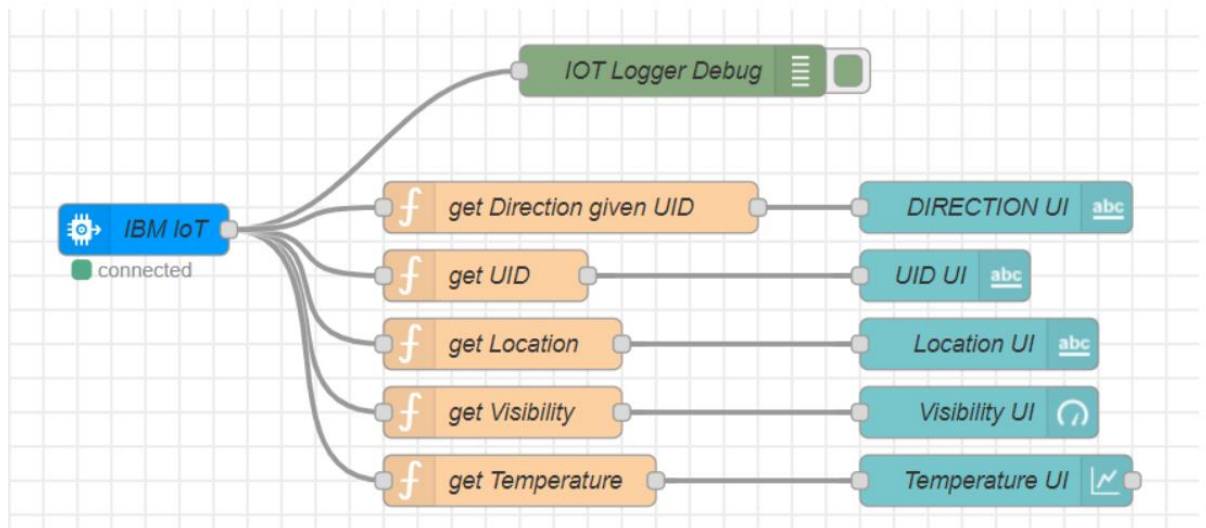 IOT Logger Debug
IBM IoT
connected
get Direction given UID
DIRECTION UI
abc
get UID
UID UI
abc
get Location
Location UI
abc
get Visibility
Visibility UI
get Temperature
Temperature UI